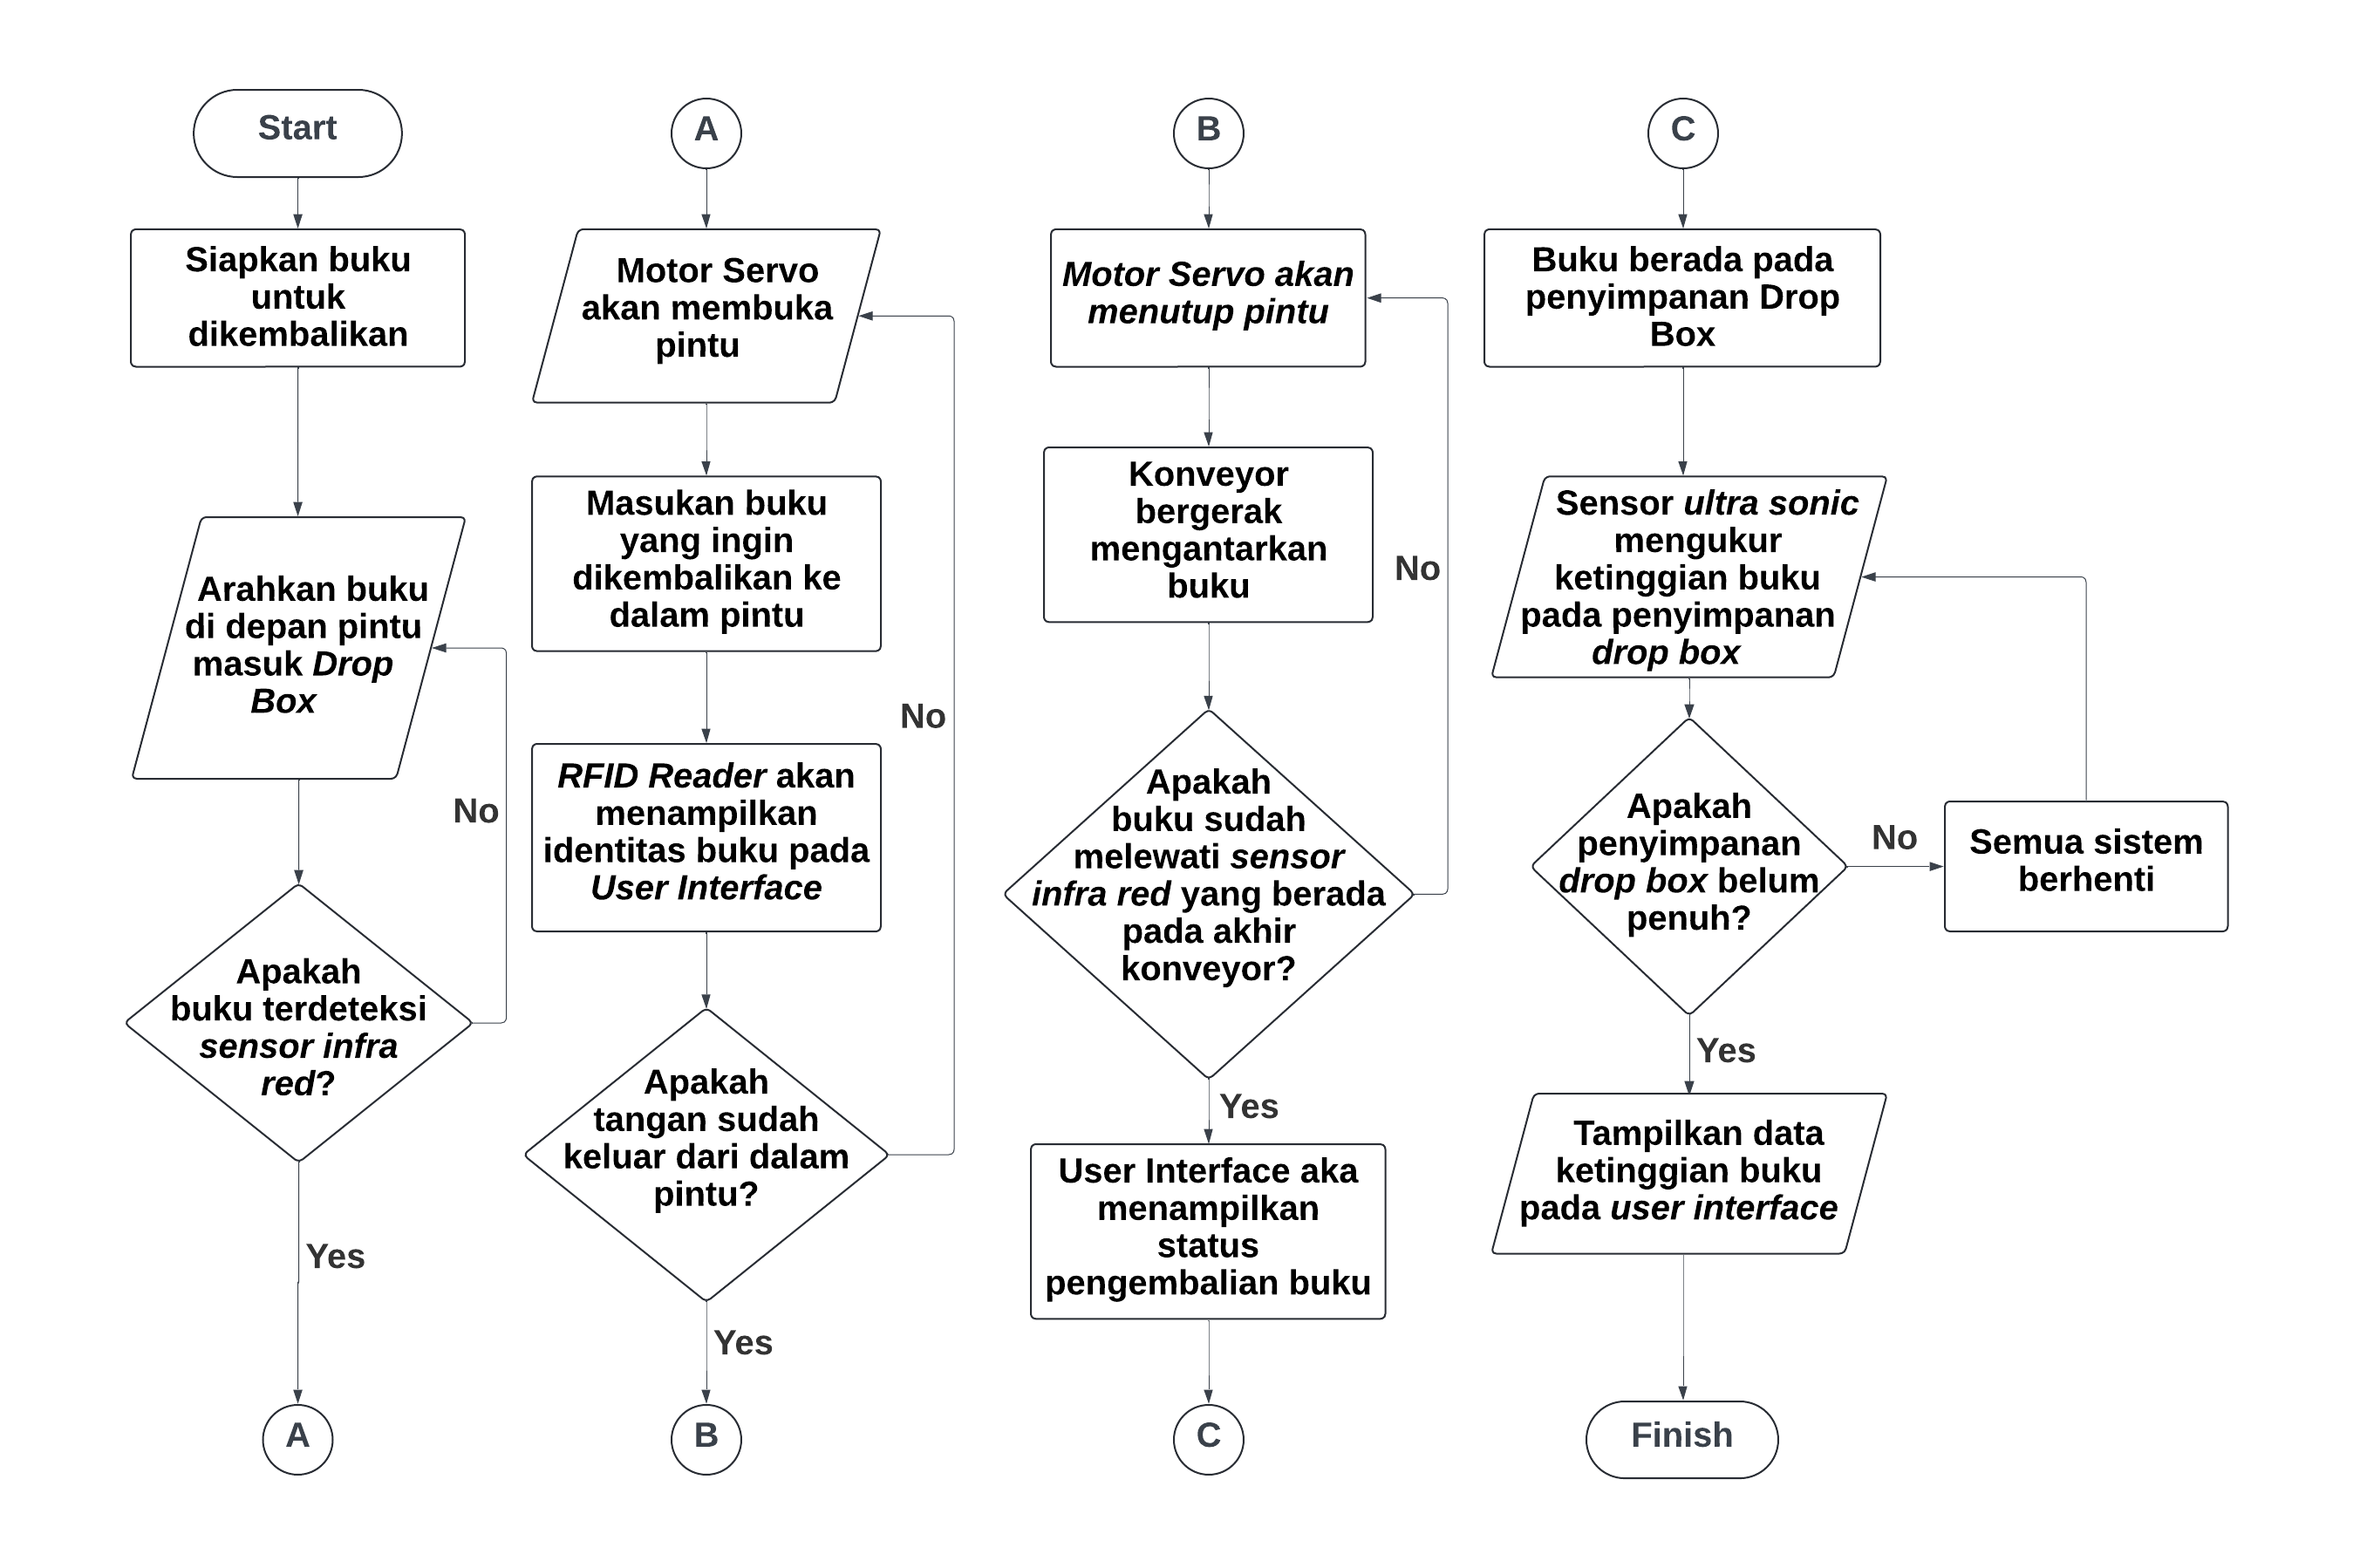 Start
Siapkan buku
untuk
dikembalikan
Arahkan buku
di depan pintu
masuk Drop
Box
No
Apakah
buku terdeteksi
sensor infra
red?
Yes
A
A
Motor Servo
akan membuka
pintu
Masukan buku
yang ingin
dikembalikan ke
dalam pintu
No
RFID Reader akan
menampilkan
identitas buku pada
User Interface
Apakah
tangan sudah
keluar dari dalam
pintu?
Yes
B
B
Motor Servo akan
menutup pintu
Konveyor
bergerak
mengantarkan
buku
No
Apakah
buku sudah
melewati sensor
infra red yang berada
pada akhir
konveyor?
Yes
User Interface aka
menampilkan
status
pengembalian buku
C
C
Buku berada pada
penyimpanan Drop
Box
Sensor ultra sonic
mengukur
ketinggian buku
pada penyimpanan
drop box
Apakah
penyimpanan
drop box belum
penuh?
No
Semua sistem
berhenti
Yes
Tampilkan data
ketinggian buku
pada user interface
Finish